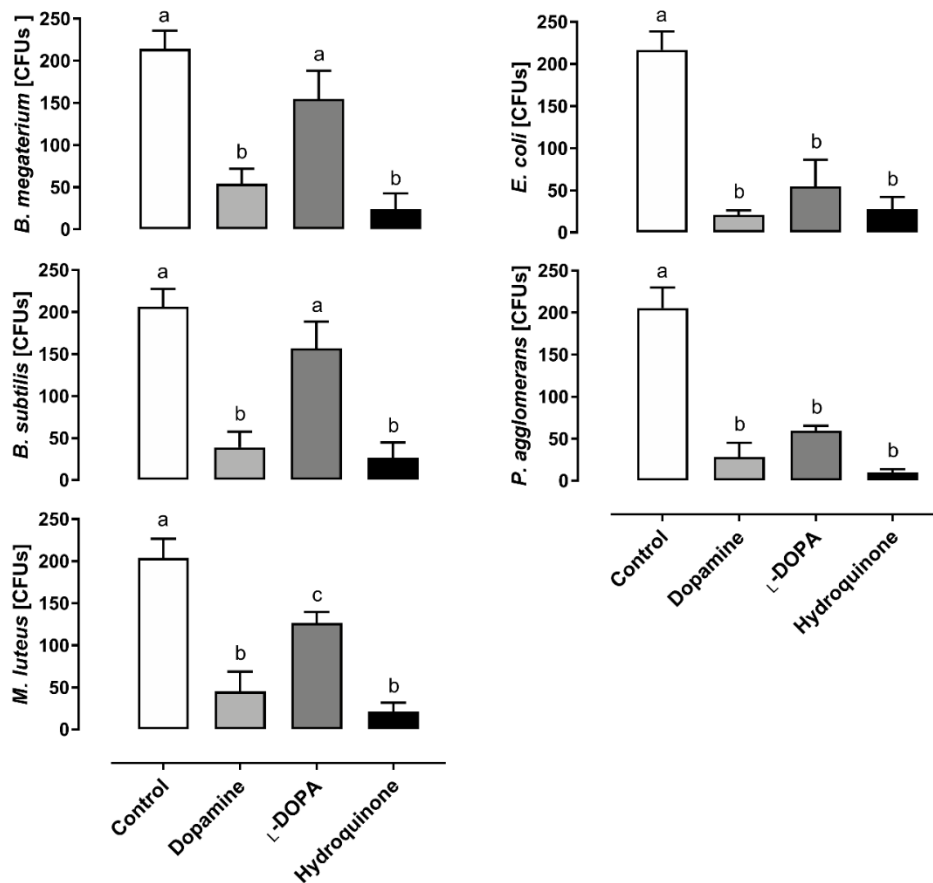 B. megaterium [CFUs]
250
200
150
100
50
0
a
b
a
b
E. coli [CFUs]
250
200
150
100
50
0
a
b
b
b
B. subtilis [CFUs]
250
200
150
100
50
0
a
b
a
b
P. agglomerans [CFUs]
250
200
150
100
50
0
a
b
b
b
Control
Dopamine
L-DOPA
Hydroquinone
M. luteus [CFUs]
250
200
150
100
50
0
a
b
c
b
Control
Dopamine
L-DOPA
Hydroquinone